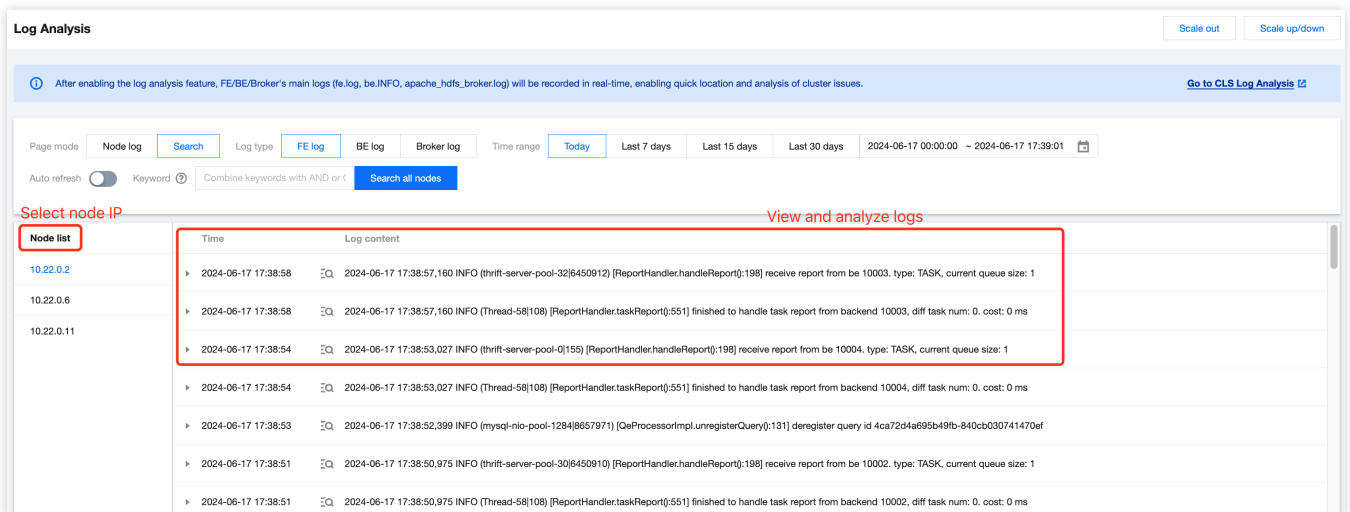 Log Analysis
Scale out
Scale up/down
After enabling the log analysis feature, FE/BE/Broker's main logs (fe.log, be.INFO, apache_hdfs_broker.log) will be recorded in real-time, enabling quick location and analysis of cluster issues.
Go to CLS Log Analysis
Page mode Node log Search Log type FE log BE log Broker log Time range Today Last 7 days Last 15 days Last 30 days 2024-06-17 00:00:00 ~ 2024-06-17 17:39:01
Auto refresh Keyword Combine keywords with AND or Search all nodes
Select node IP
View and analyze logs
Node list
10.22.0.2
10.22.0.6
10.22.0.11
Time Log content
2024-06-17 17:38:58 2024-06-17 17:38:57,160 INFO (thrift-server-pool-32|6450912) [ReportHandler.handleReport():198] receive report from be 10003. type: TASK, current queue size: 1
2024-06-17 17:38:58 2024-06-17 17:38:57,160 INFO (Thread-58|108) [ReportHandler.taskReport():551] finished to handle task report from backend 10003, diff task num: 0. cost: 0 ms
2024-06-17 17:38:54 2024-06-17 17:38:53,027 INFO (thrift-server-pool-0|155) [ReportHandler.handleReport():198] receive report from be 10004. type: TASK, current queue size: 1
2024-06-17 17:38:54 2024-06-17 17:38:53,027 INFO (Thread-58|108) [ReportHandler.taskReport():551] finished to handle task report from backend 10004, diff task num: 0. cost: 0 ms
2024-06-17 17:38:53 2024-06-17 17:38:52,399 INFO (mysql-nio-pool-1284|8657971) [QeProcessorImpl.unregisterQuery():131] deregister query id 4ca72d4a695b49fb-840cb030741470ef
2024-06-17 17:38:51 2024-06-17 17:38:50,975 INFO (thrift-server-pool-30|6450910) [ReportHandler.handleReport():198] receive report from be 10002. type: TASK, current queue size: 1
2024-06-17 17:38:51 2024-06-17 17:38:50,975 INFO (Thread-58|108) [ReportHandler.taskReport():551] finished to handle task report from backend 10002, diff task num: 0. cost: 0 ms